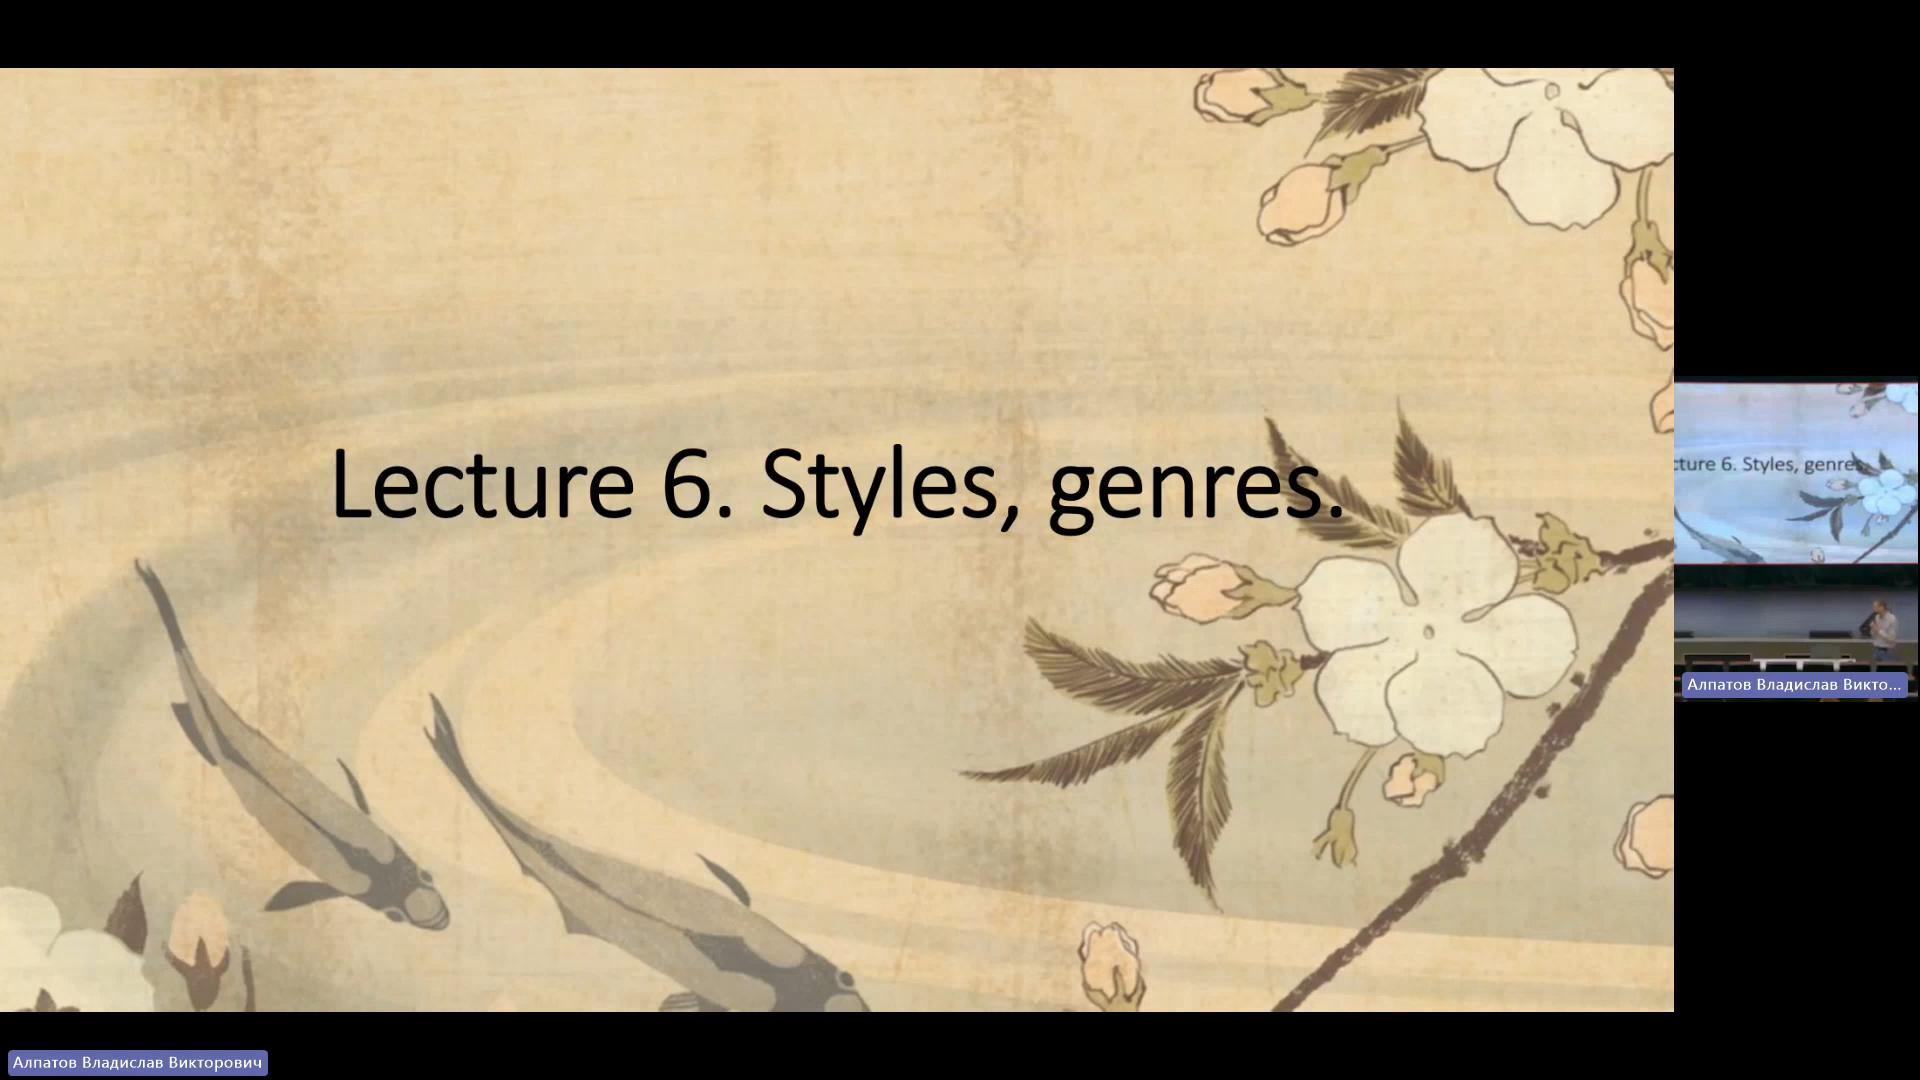 Lecture 6. Styles, genres.
cture 6. Styles, genres.
Алпатов Владислав Викто...
Алпатов Владислав Викторович